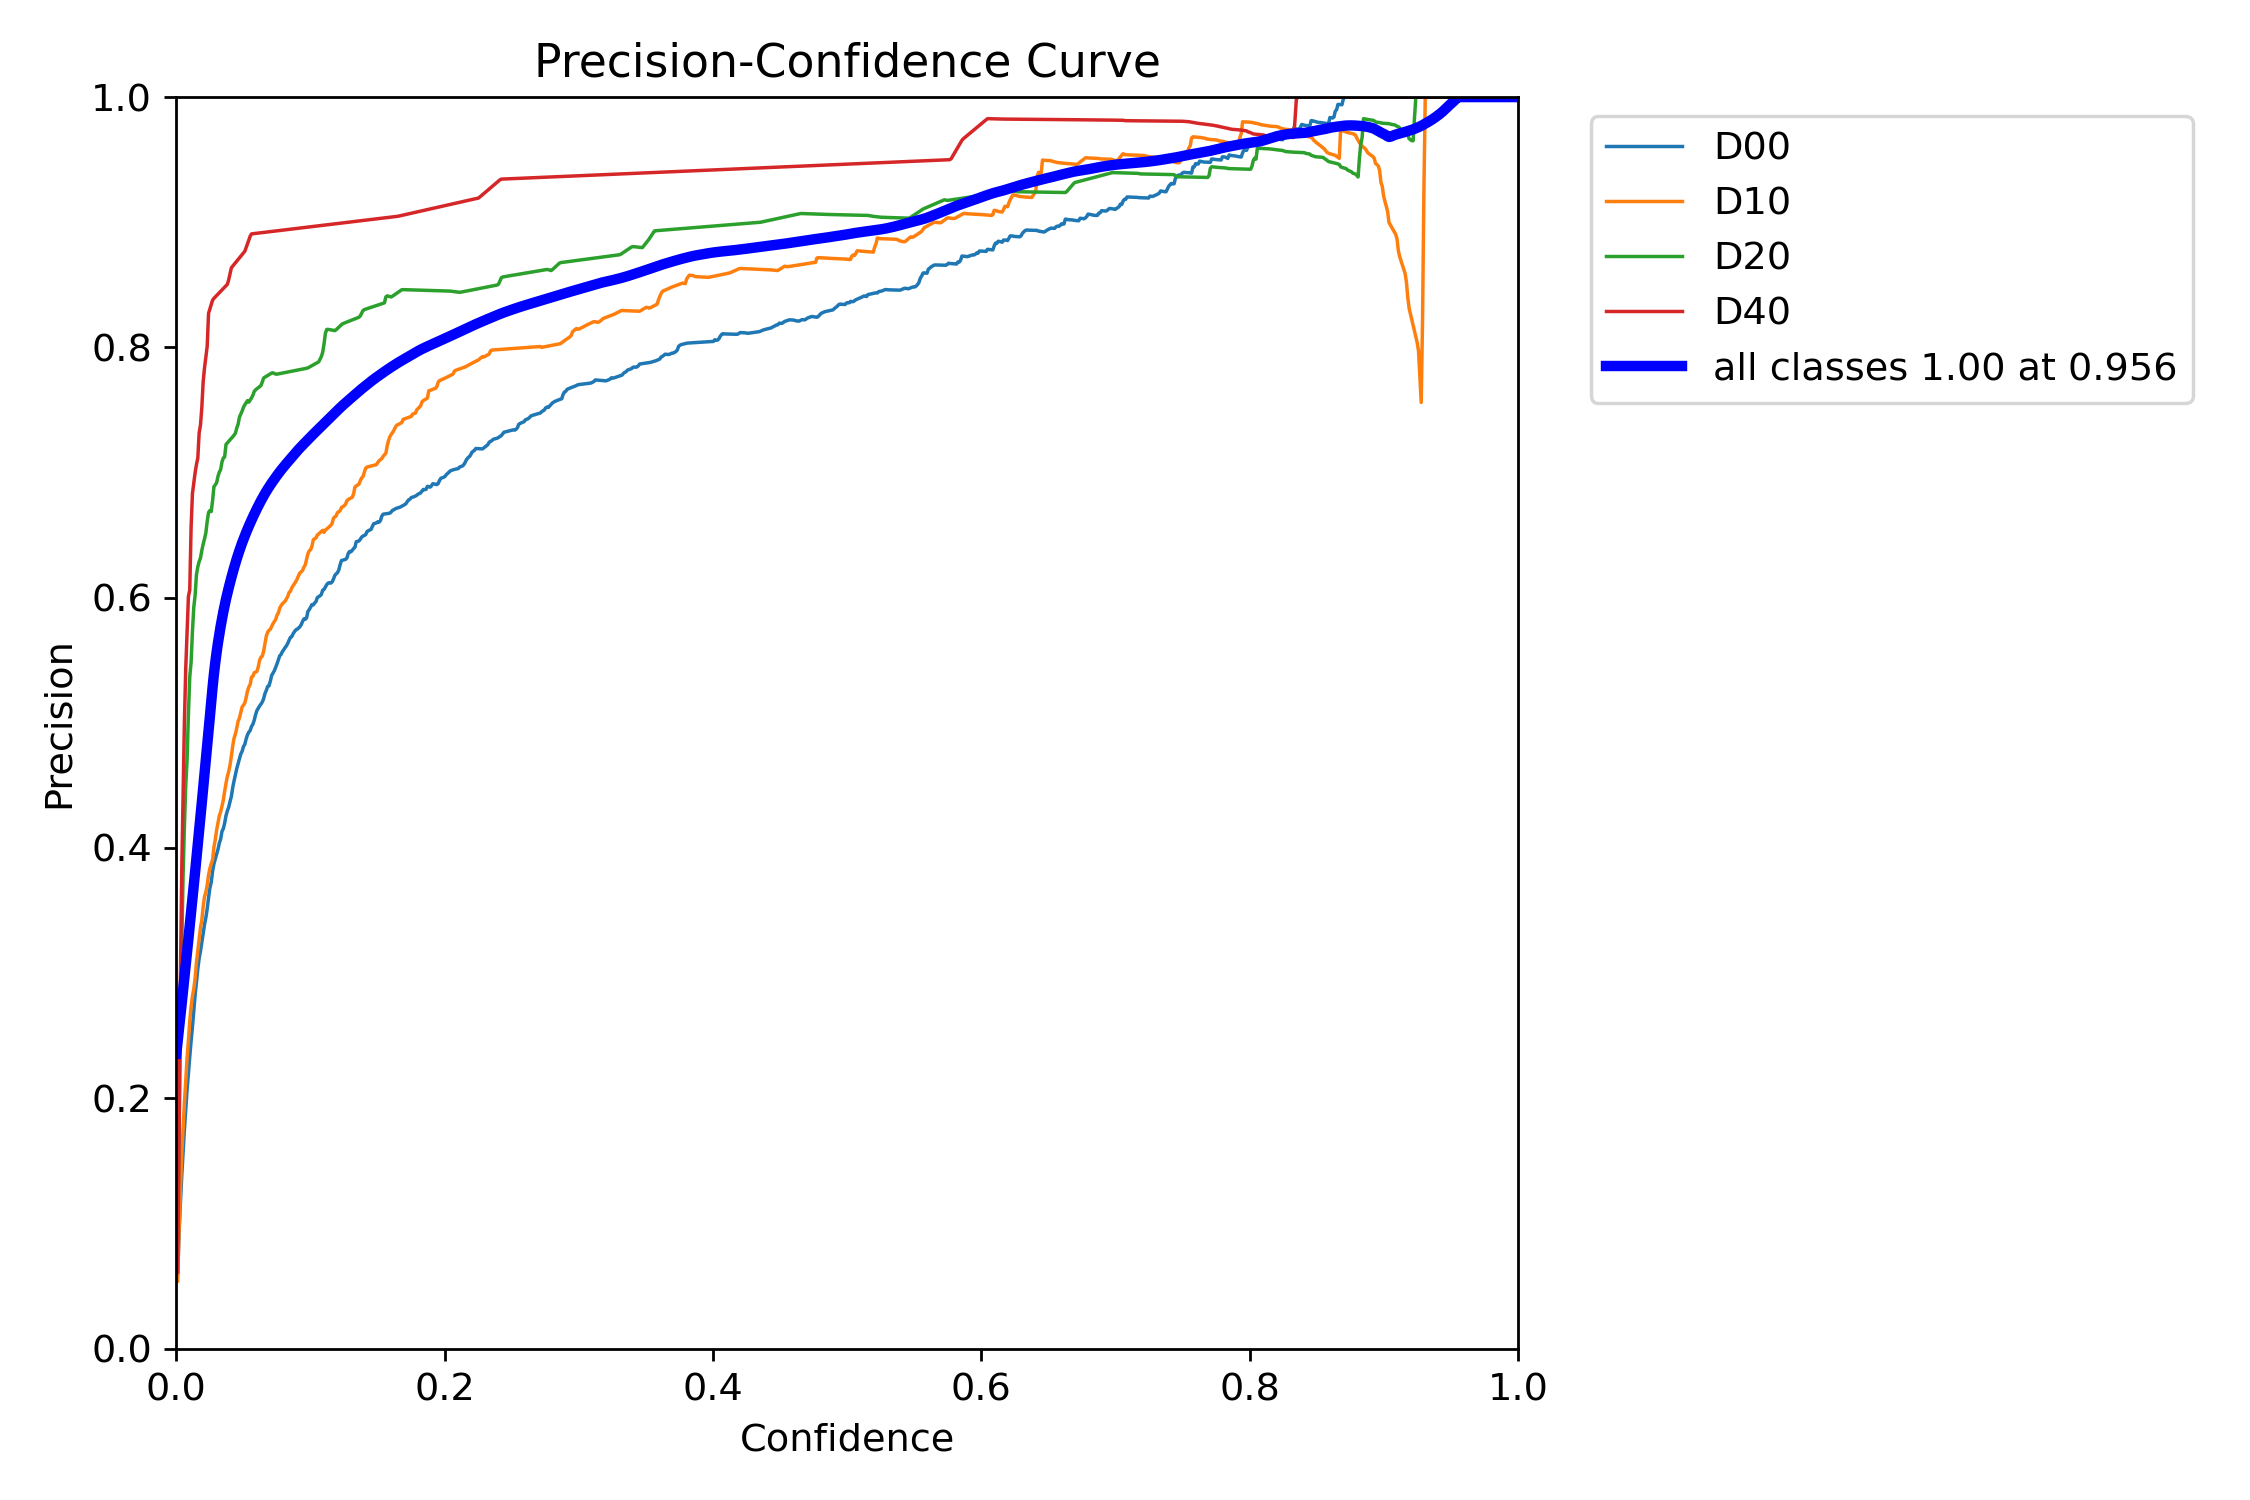 Precision-Confidence Curve
1.0
0.8
0.6
0.4
0.2
0.0
Precision
0.0 0.2 0.4 0.6 0.8 1.0
Confidence
D00
D10
D20
D40
all classes 1.00 at 0.956